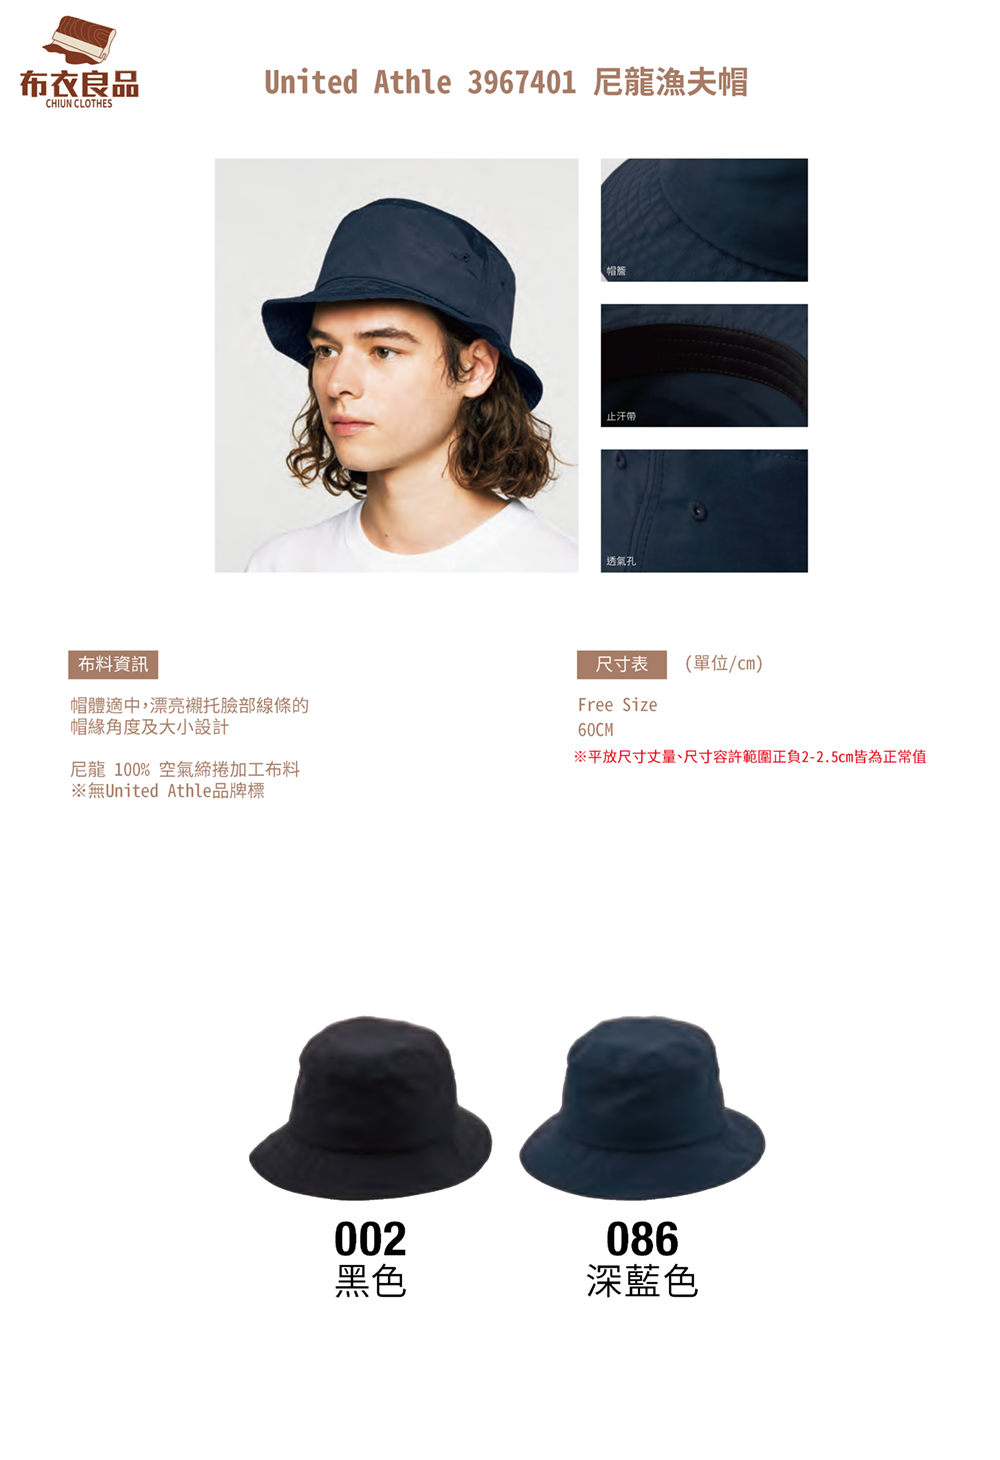 布衣良品
CHIUN CLOTHES
United Athle 3967401 尼龍漁夫帽
帽簷
止汗帶
透氣孔
布料資訊
帽體適中,漂亮襯托臉部線條的
帽緣角度及大小設計
尼龍 100% 空氣締捲加工布料
※無United Athle品牌標
尺寸表 (單位/cm)
Free Size
60CM
※平放尺寸丈量、尺寸容許範圍正負2-2.5cm皆為正常值
002
黑色
086
深藍色